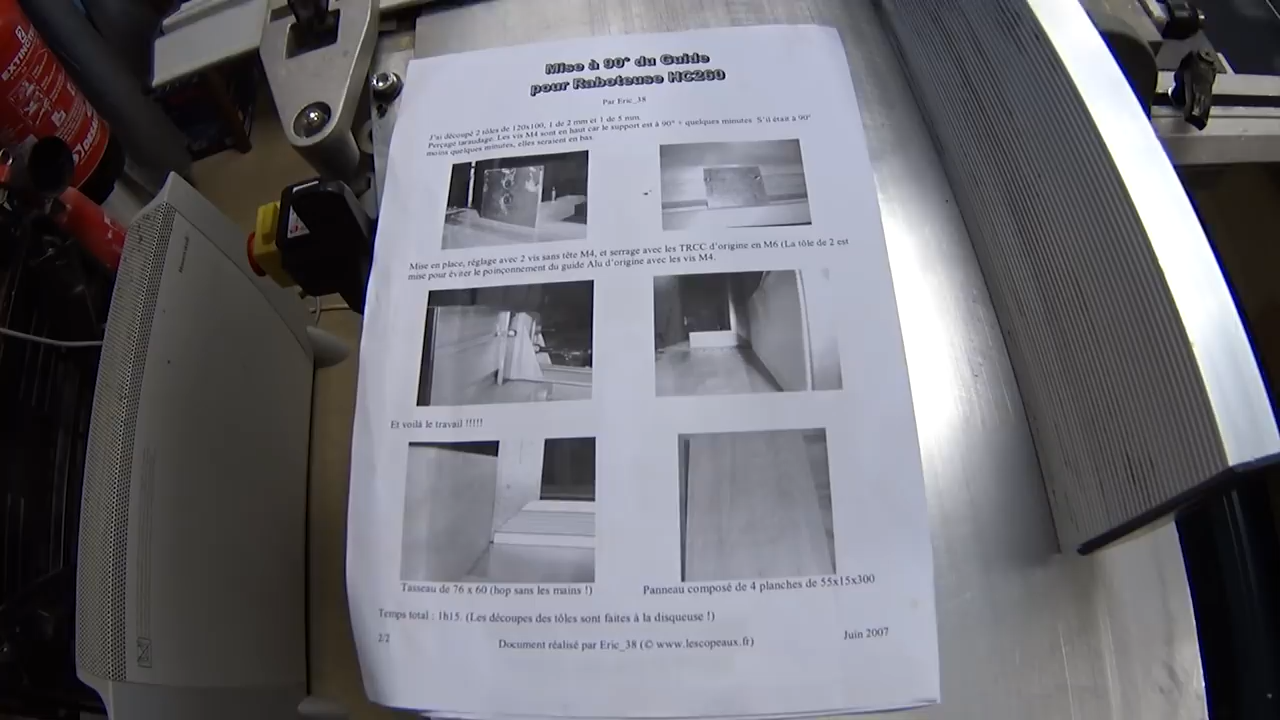 Mise à 90° du Guide
pour Raboteuse HC260
Par Eric_38
J'ai découpé 2 tôles de 120x100, 1 de 2 mm et 1 de 5 mm.
Perçage taraudage. Les vis M4 sont en haut car le support est à 90° + quelques minutes S'il était à 90°
moins quelques minutes, elles seraient en bas.
Mise en place, réglage avec 2 vis sans tête M4, et serrage avec les TRCC d'origine en M6 (La tôle de 2 est
mise pour éviter le poinçonnement du guide Alu d'origine avec les vis M4.
Et voilà le travail !!!!!
Tasseau de 76 x 60 (hop sans les mains !)
Panneau composé de 4 planches de 55x15x300
Temps total : 1h15. (Les découpes des tôles sont faites à la disqueuse !)
2/2
Document réalisé par Eric_38 (© www.lescopeaux.fr)
Juin 2007